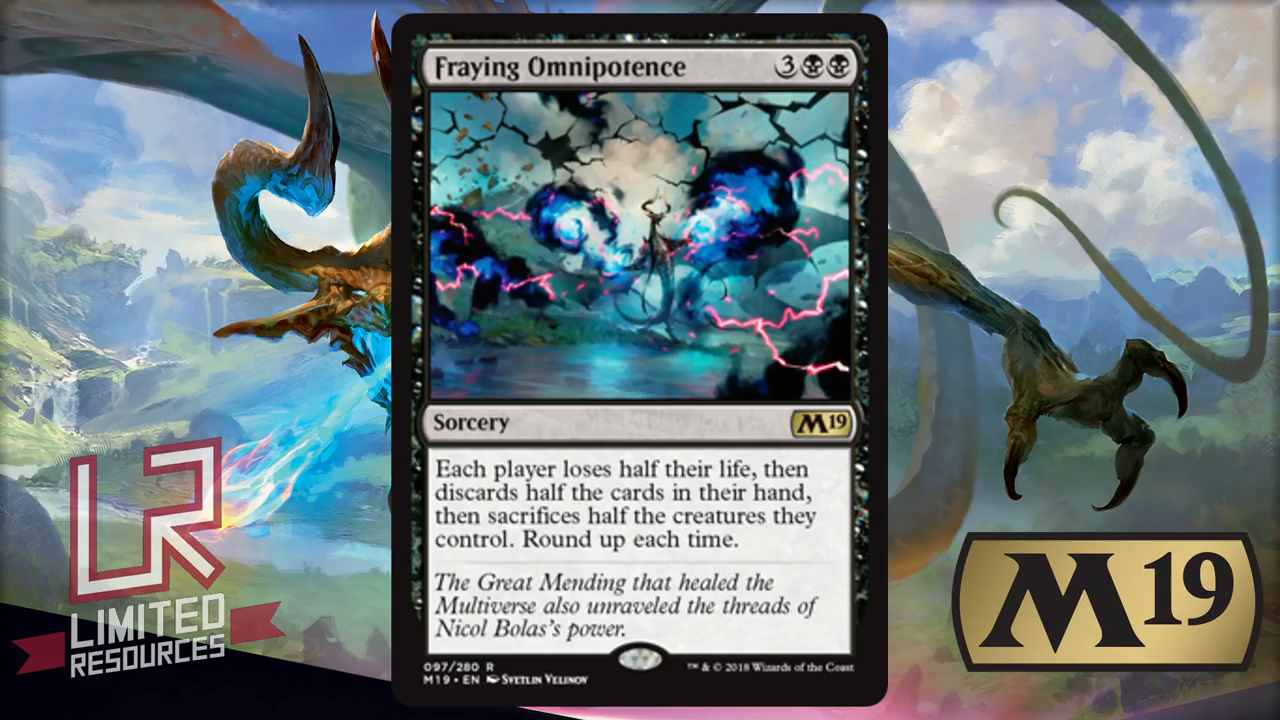 Fraying Omnipotence 3
Sorcery
M19
Each player loses half their life, then
discards half the cards in their hand,
then sacrifices half the creatures they
control. Round up each time.
The Great Mending that healed the
Multiverse also unraveled the threads of
Nicol Bolas's power.
097/280 R
M19 • EN Svetlin Velinov
™ & © 2018 Wizards of the Coast
LR
LIMITED
RESOURCES
M19